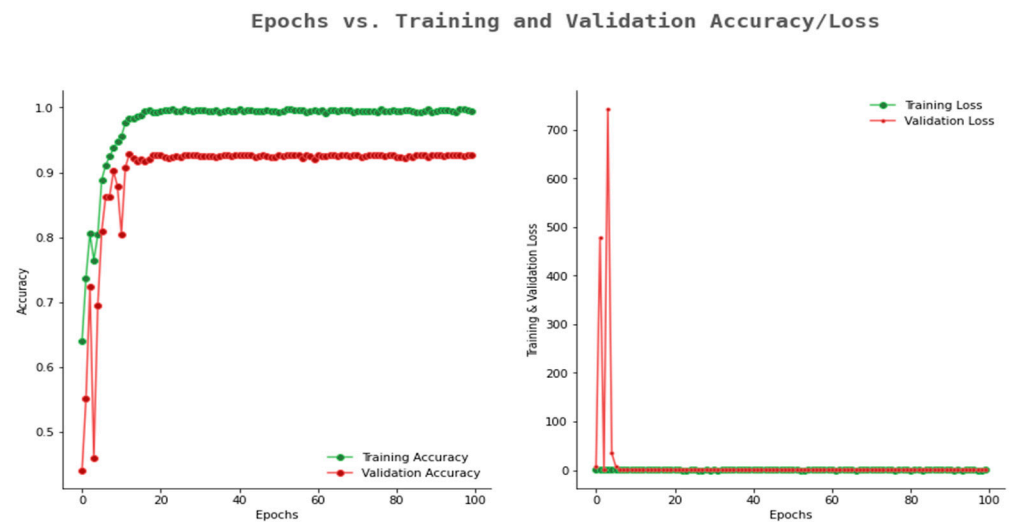 Epochs vs. Training and Validation Accuracy/Loss
1.0
0.9
0.8
0.7
0.6
0.5
Accuracy
0
20
40
60
80
100
Epochs
Training Accuracy
Validation Accuracy
700
600
500
400
300
200
100
0
Training & Validation Loss
0
20
40
60
80
100
Epochs
Training Loss
Validation Loss